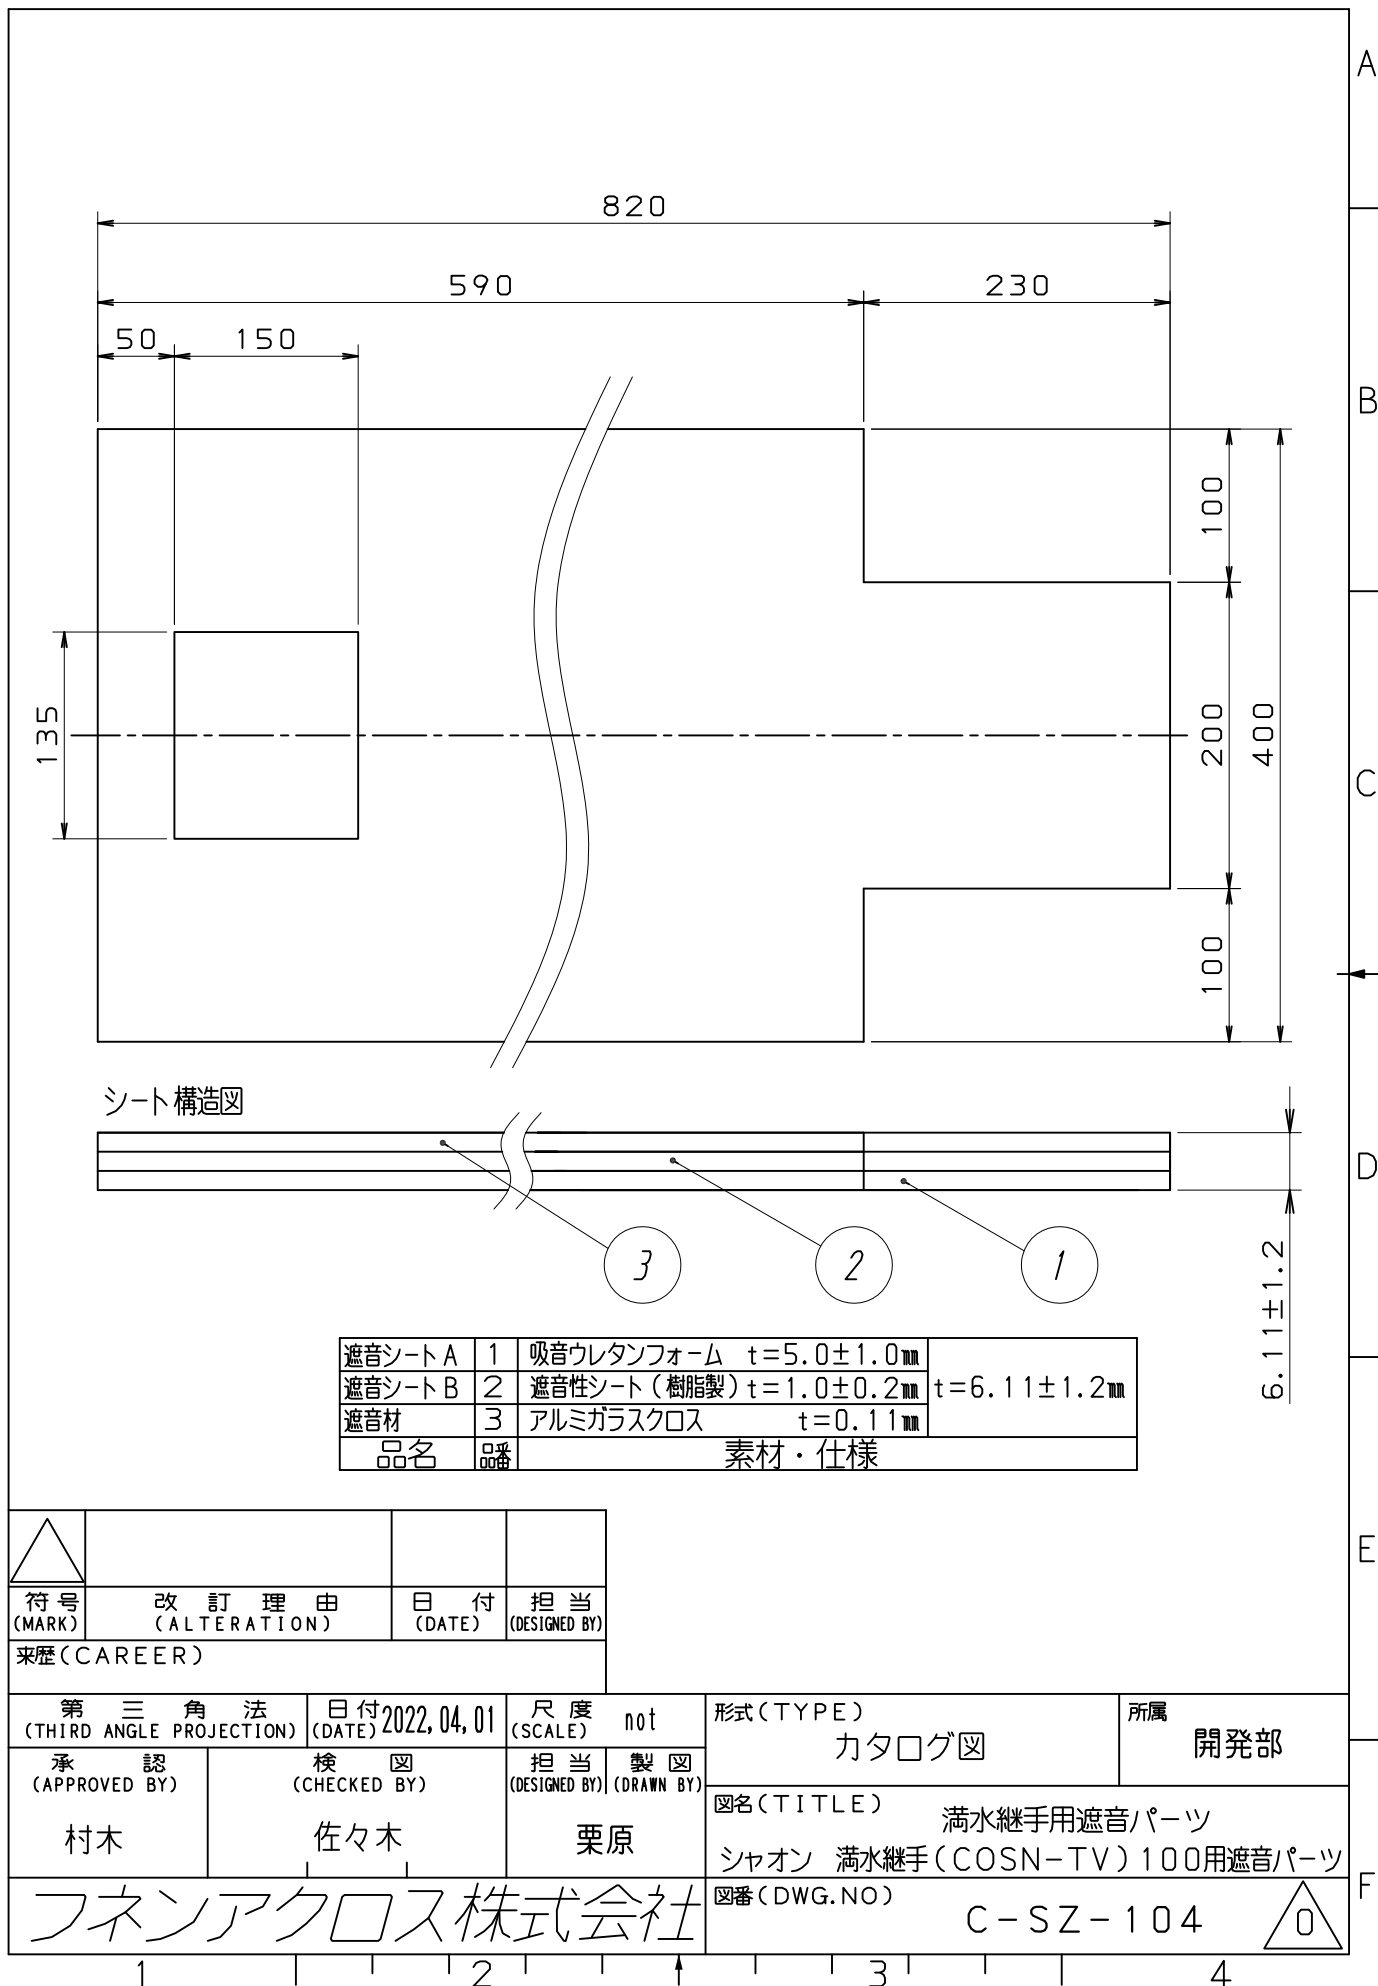 A
B
C
D
E
F
820
590 230
50 150
100
135
200
400
100
シート構造図
3 2 1
6.11±1.2
遮音シートA 1 吸音ウレタンフォーム t=5.0±1.0㎜
遮音シートB 2 遮音性シート(樹脂製) t=1.0±0.2㎜ t=6.11±1.2㎜
遮音材 3 アルミガラスクロス t=0.11㎜
品名 品番 素材・仕様
符号 改訂理由 日付 担当
(MARK) (ALTERATION) (DATE) (DESIGNED BY)
来歴(CAREER)
第三角法 日付 2022,04,01 尺度 not
(THIRD ANGLE PROJECTION) (DATE) (SCALE)
形式(TYPE) 所属
カタログ図 開発部
承認 検図 担当 製図
(APPROVED BY) (CHECKED BY) (DESIGNED BY) (DRAWN BY)
村木 佐々木 栗原
図名(TITLE)
満水継手用遮音パーツ
シャオン 満水継手(COSN-TV)100用遮音パーツ
フネンアクロス株式会社
図番(DWG.NO)
C-SZ-104 0
1 2 3 4